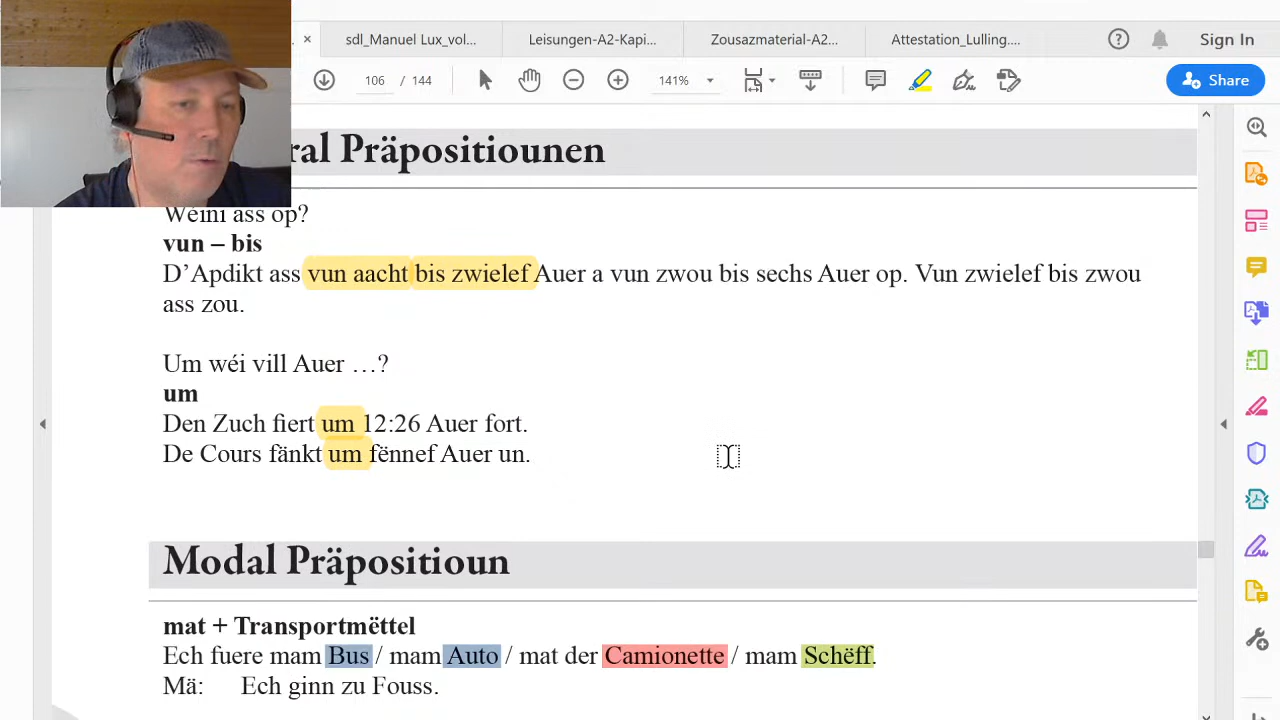 sdl_Manuel Lux_vol...
Leisungen-A2-Kapi...
Zousazmaterial-A2...
Attestation_Lulling....
Sign In
106 / 144
141%
Share
ral Präpositiounen
Wéini ass op?
vun – bis
D’Apdikt ass vun aacht bis zwielef Auer a vun zwou bis sechs Auer op. Vun zwielef bis zwou
ass zou.
Um wéi vill Auer …?
um
Den Zuch fiert um 12:26 Auer fort.
De Cours fänkt um fënnef Auer un.
Modal Präpositioun
mat + Transportmëttel
Ech fuere mam Bus / mam Auto / mat der Camionette / mam Schëff.
Mä: Ech ginn zu Fouss.